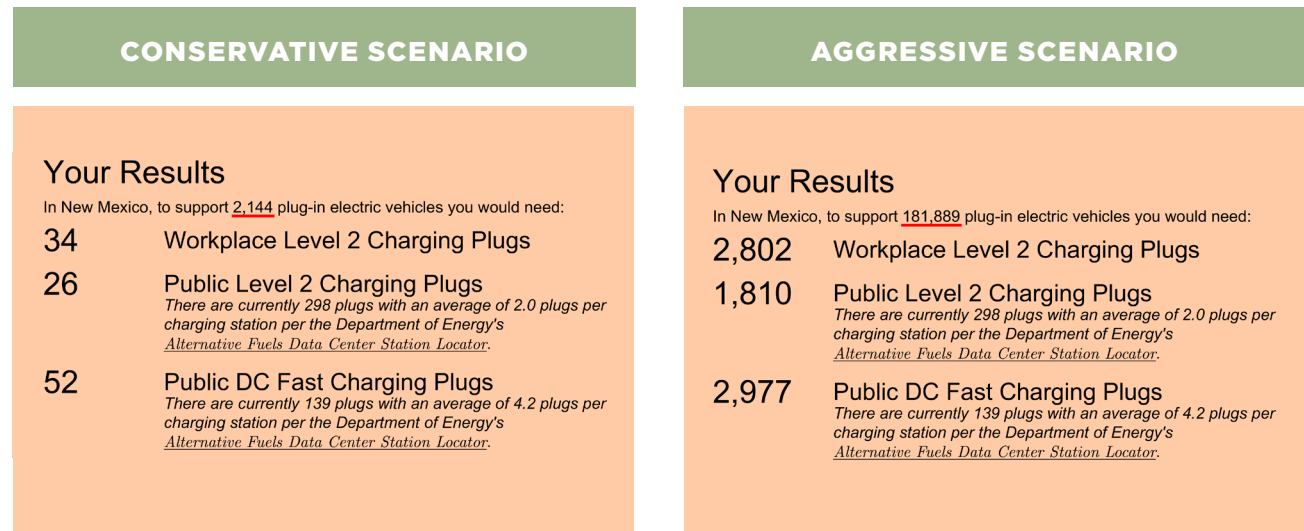 CONSERVATIVE SCENARIO
Your Results
In New Mexico, to support 2,144 plug-in electric vehicles you would need:
34 Workplace Level 2 Charging Plugs
26 Public Level 2 Charging Plugs
There are currently 298 plugs with an average of 2.0 plugs per
charging station per the Department of Energy's
Alternative Fuels Data Center Station Locator.
52 Public DC Fast Charging Plugs
There are currently 139 plugs with an average of 4.2 plugs per
charging station per the Department of Energy's
Alternative Fuels Data Center Station Locator.
AGGRESSIVE SCENARIO
Your Results
In New Mexico, to support 181,889 plug-in electric vehicles you would need:
2,802 Workplace Level 2 Charging Plugs
1,810 Public Level 2 Charging Plugs
There are currently 298 plugs with an average of 2.0 plugs per
charging station per the Department of Energy's
Alternative Fuels Data Center Station Locator.
2,977 Public DC Fast Charging Plugs
There are currently 139 plugs with an average of 4.2 plugs per
charging station per the Department of Energy's
Alternative Fuels Data Center Station Locator.